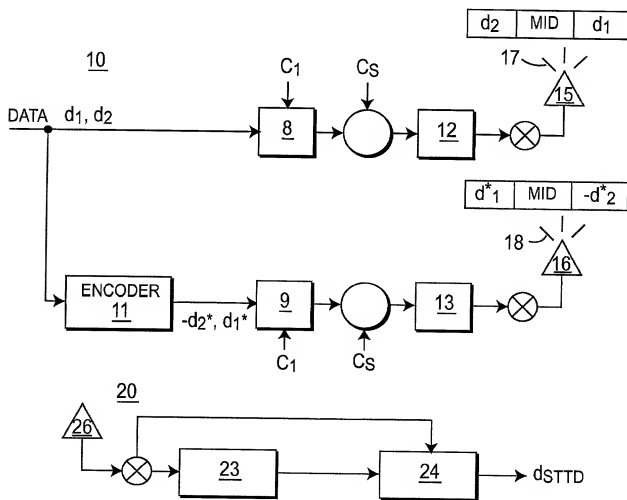 d2 MID d1
10
17
C1 CS
15
DATA d1, d2
8
12
d*1 MID -d*2
18
16
ENCODER
11
-d2*, d1*
9
13
C1 CS
20
26
23
24
dSTTD